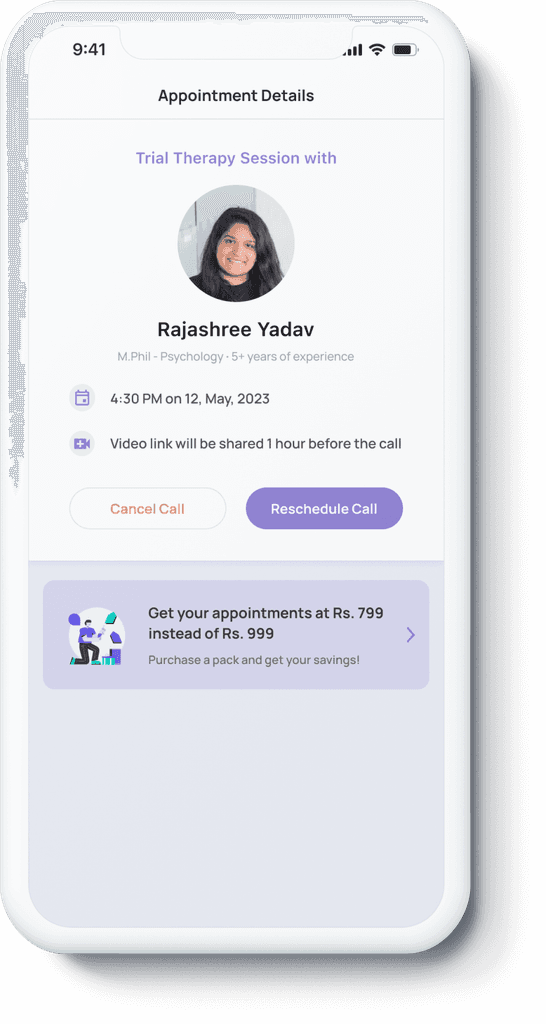 9:41
Appointment Details
Trial Therapy Session with
Rajashree Yadav
M.Phil - Psychology · 5+ years of experience
4:30 PM on 12, May, 2023
Video link will be shared 1 hour before the call
Cancel Call
Reschedule Call
Get your appointments at Rs. 799
instead of Rs. 999
Purchase a pack and get your savings!